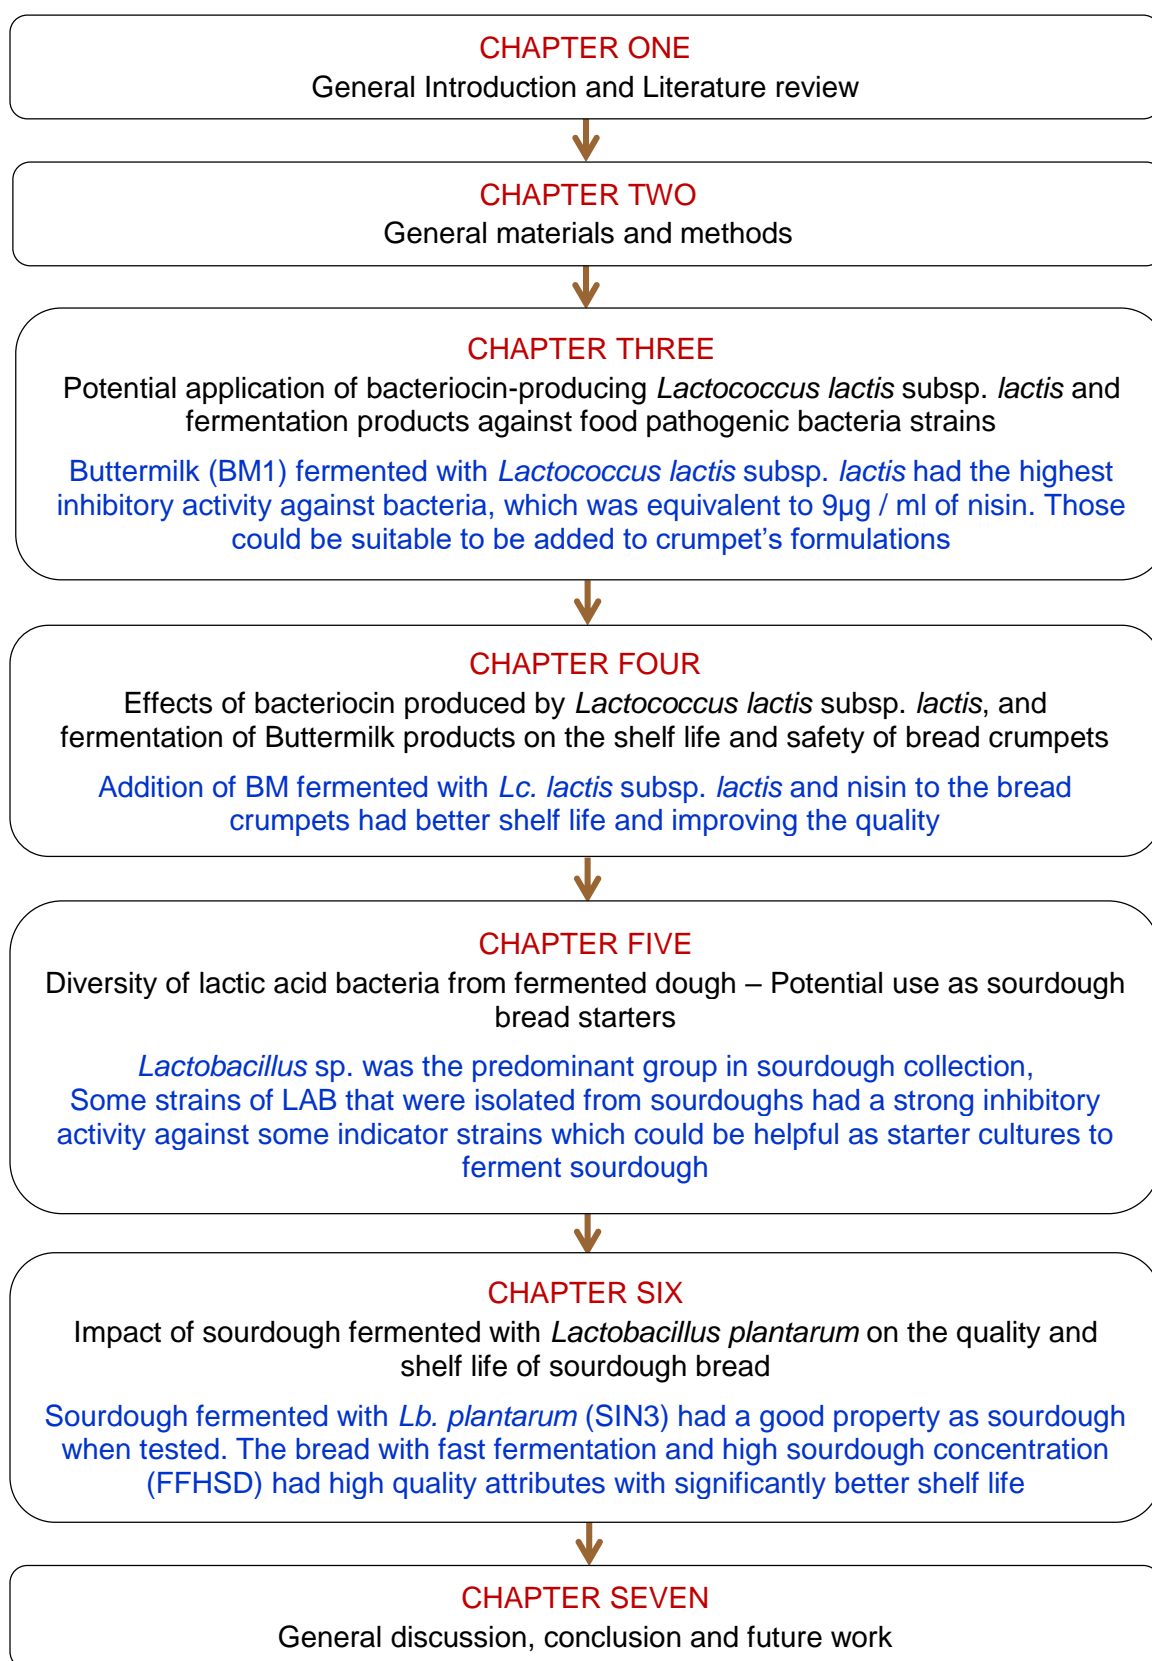 CHAPTER ONE
General Introduction and Literature review
CHAPTER TWO
General materials and methods
CHAPTER THREE
Potential application of bacteriocin-producing Lactococcus lactis subsp. lactis and
fermentation products against food pathogenic bacteria strains
Buttermilk (BM1) fermented with Lactococcus lactis subsp. lactis had the highest
inhibitory activity against bacteria, which was equivalent to 9µg / ml of nisin. Those
could be suitable to be added to crumpet's formulations
CHAPTER FOUR
Effects of bacteriocin produced by Lactococcus lactis subsp. lactis, and
fermentation of Buttermilk products on the shelf life and safety of bread crumpets
Addition of BM fermented with Lc. lactis subsp. lactis and nisin to the bread
crumpets had better shelf life and improving the quality
CHAPTER FIVE
Diversity of lactic acid bacteria from fermented dough – Potential use as sourdough
bread starters
Lactobacillus sp. was the predominant group in sourdough collection,
Some strains of LAB that were isolated from sourdoughs had a strong inhibitory
activity against some indicator strains which could be helpful as starter cultures to
ferment sourdough
CHAPTER SIX
Impact of sourdough fermented with Lactobacillus plantarum on the quality and
shelf life of sourdough bread
Sourdough fermented with Lb. plantarum (SIN3) had a good property as sourdough
when tested. The bread with fast fermentation and high sourdough concentration
(FFHSD) had high quality attributes with significantly better shelf life
CHAPTER SEVEN
General discussion, conclusion and future work